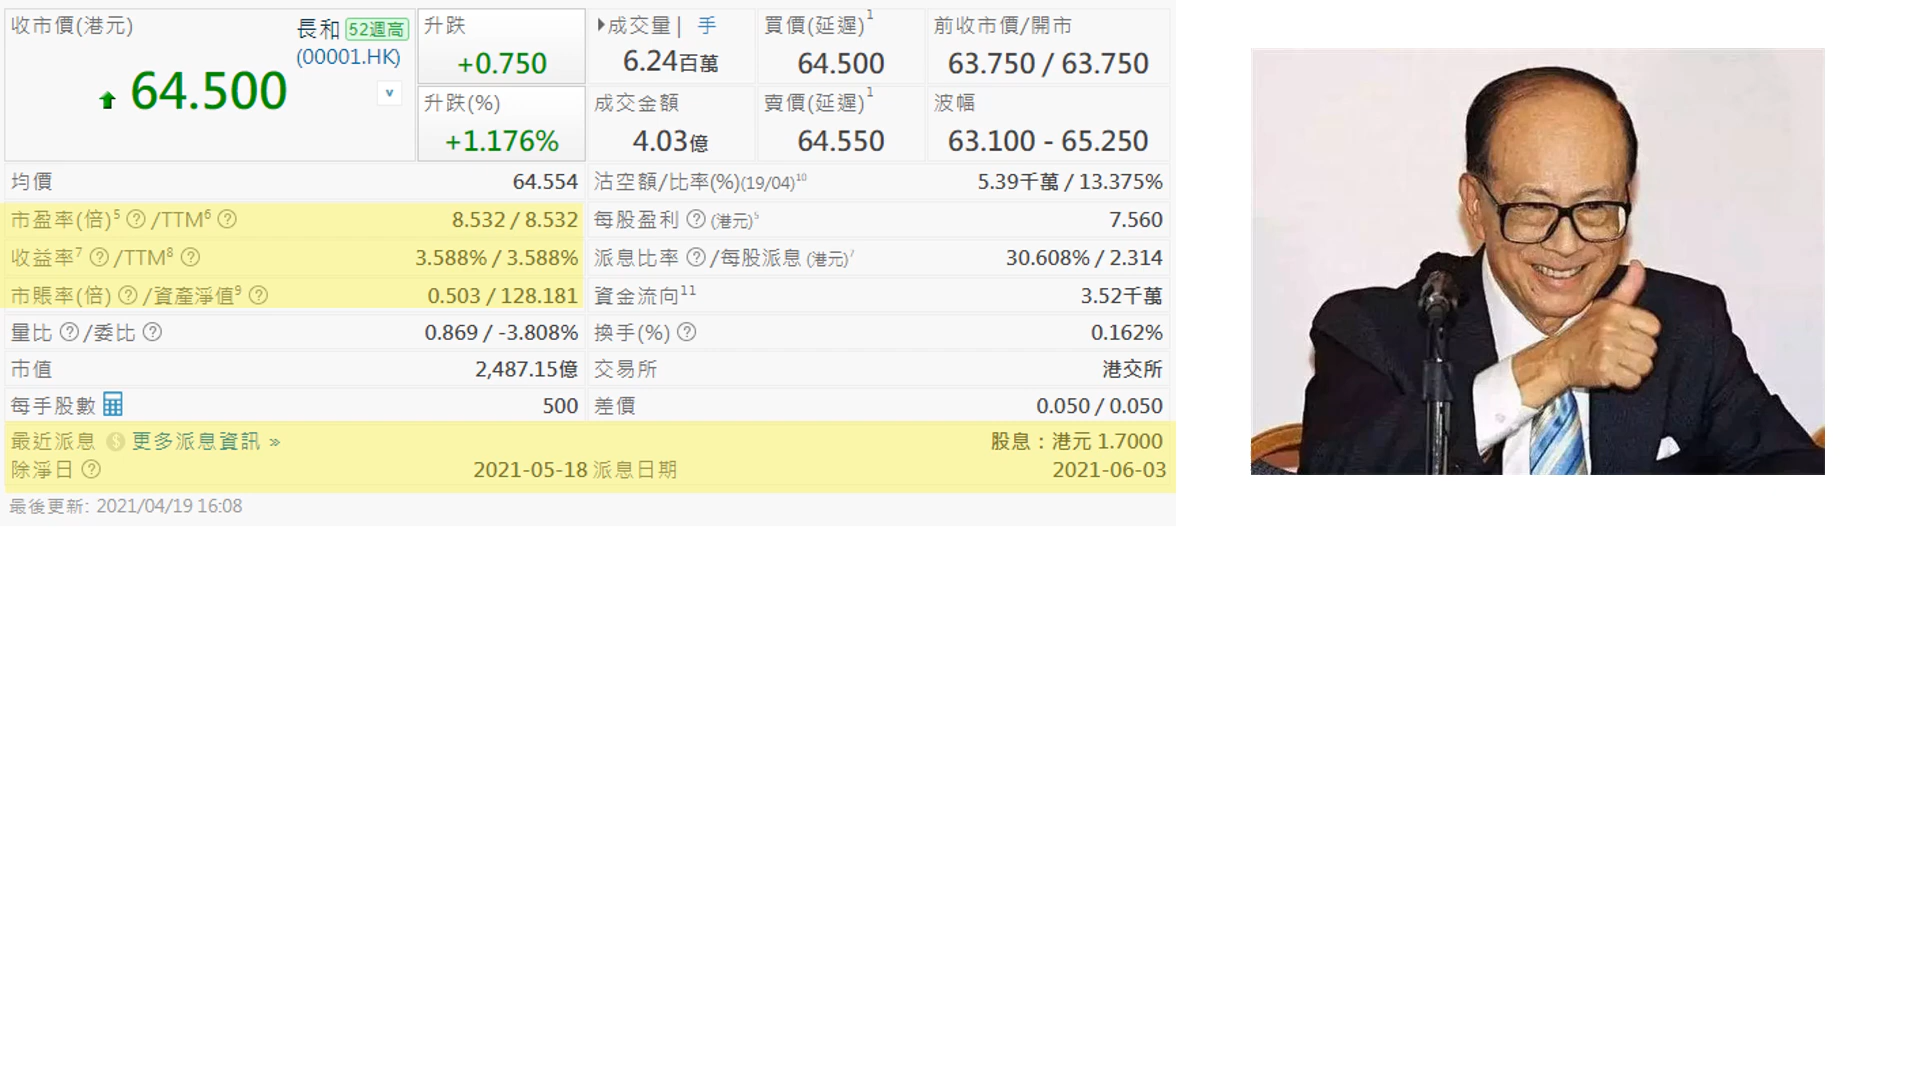 收市價(港元)
長和 52週高
(00001.HK)
64.500
v
升跌
+0.750
升跌(%)
+1.176%
成交量| 手
6.24百萬
成交金額
4.03億
買價(延遲)1
64.500
賣價(延遲)1
64.550
前收市價/開市
63.750 / 63.750
波幅
63.100 - 65.250
均價 64.554 沽空額/比率(%)(19/04)10 5.39千萬 / 13.375%
市盈率(倍)5 ? /TTM6 ? 8.532 / 8.532 每股盈利 ? (港元)5 7.560
收益率7 ? /TTM8 ? 3.588% / 3.588% 派息比率 ? /每股派息 (港元)7 30.608% / 2.314
市賬率(倍) ? /資產淨值9 ? 0.503 / 128.181 資金流向11 3.52千萬
量比 ? /委比 ? 0.869 / -3.808% 換手(%) ? 0.162%
市值 2,487.15億 交易所 港交所
每手股數 500 差價 0.050 / 0.050
最近派息 $ 更多派息資訊 » 股息：港元 1.7000
除淨日 ? 2021-05-18 派息日期 2021-06-03
最後更新: 2021/04/19 16:08